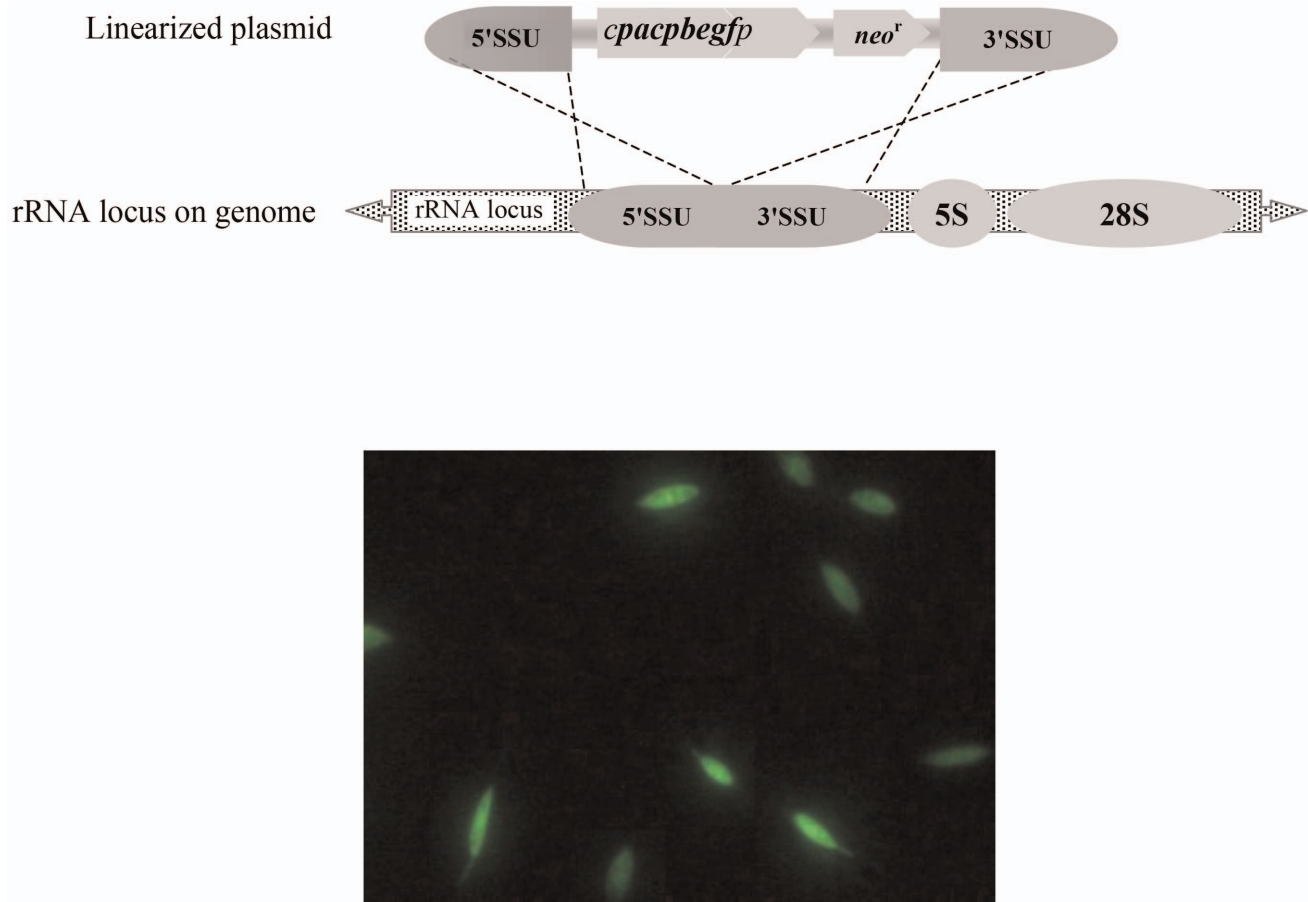 Linearized plasmid 5'SSU cpacpbegfp neoʳ 3'SSU
rRNA locus on genome rRNA locus 5'SSU 3'SSU 5S 28S